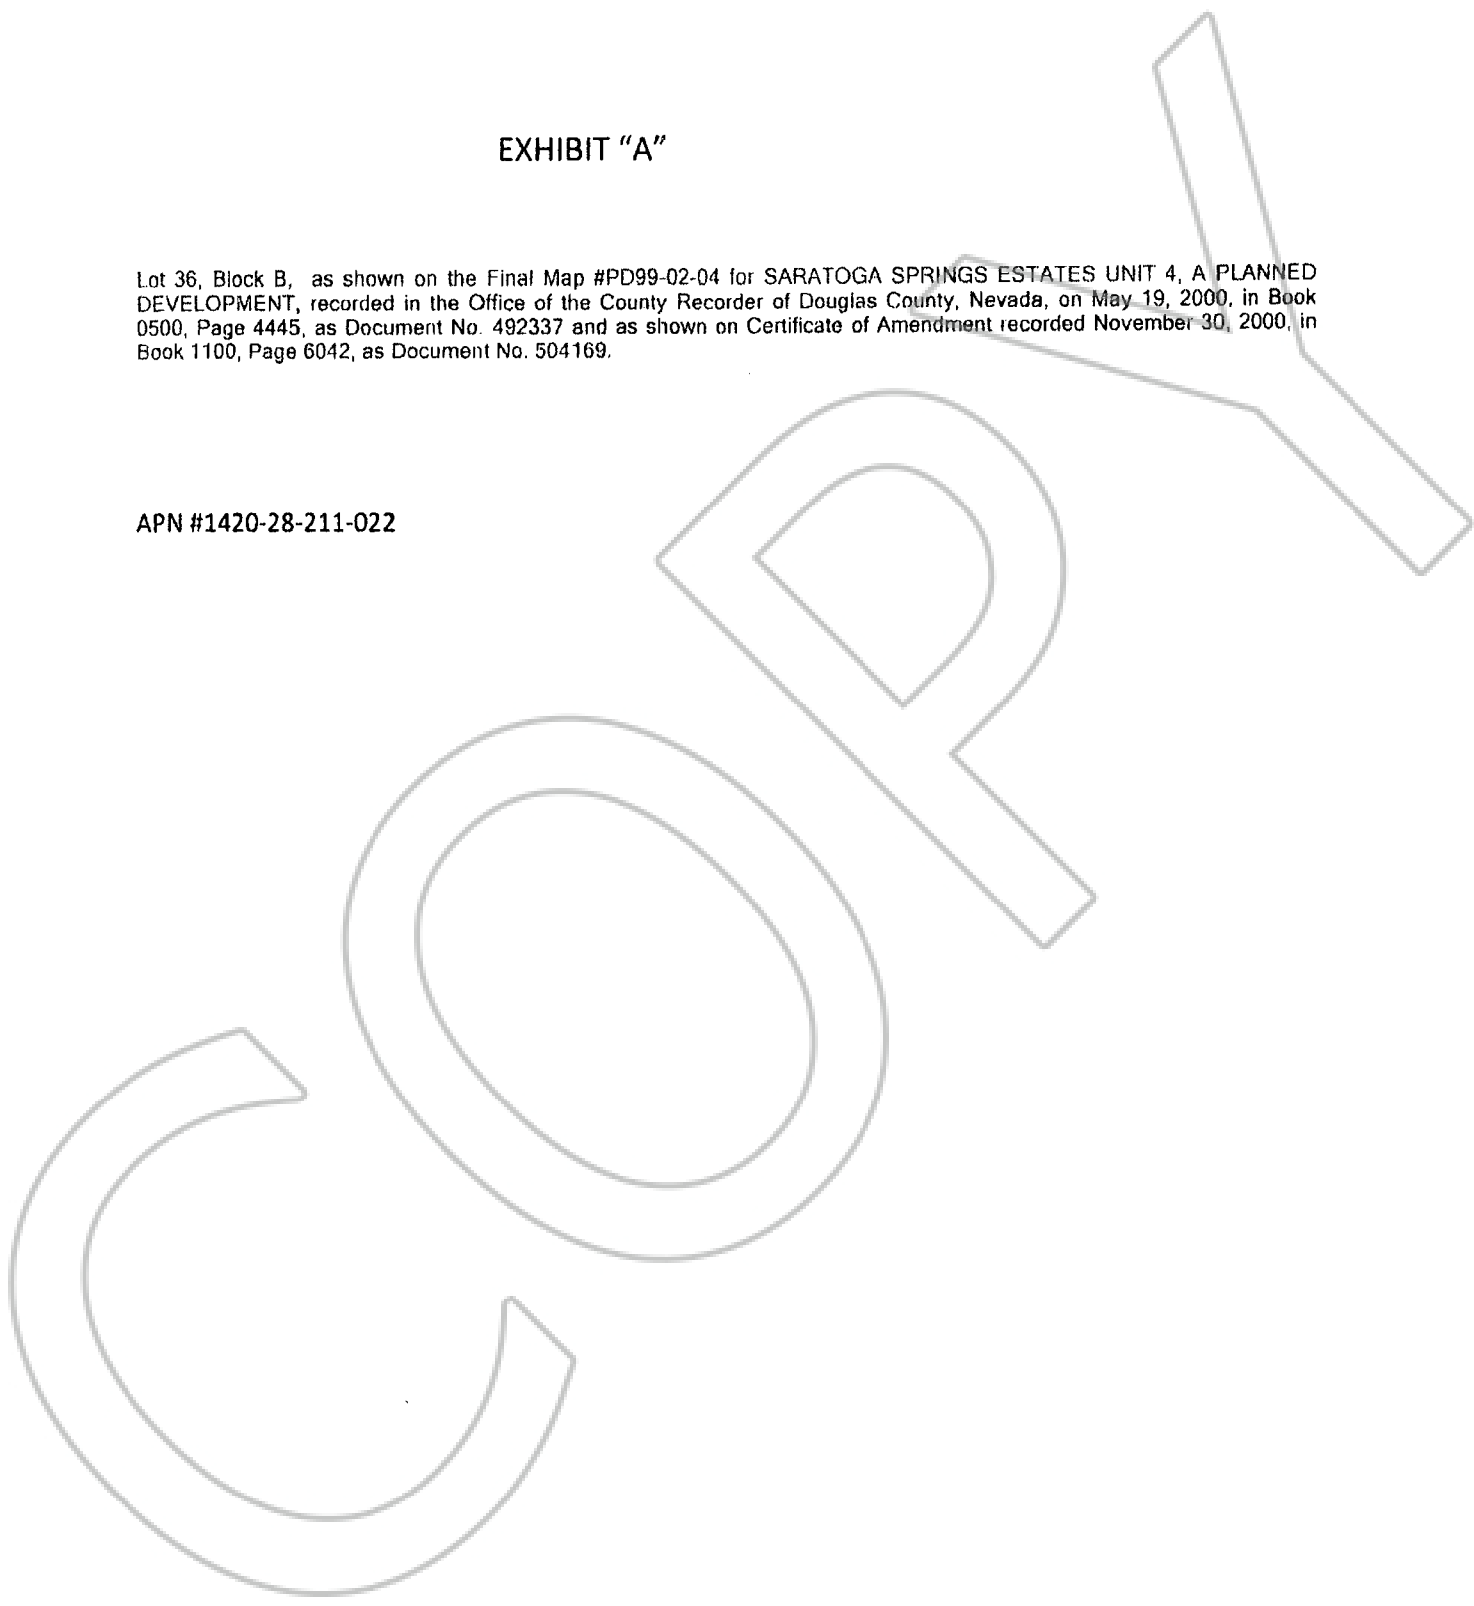 EXHIBIT “A”
Lot 36, Block B, as shown on the Final Map #PD99-02-04 for SARATOGA SPRINGS ESTATES UNIT 4, A PLANNED
DEVELOPMENT, recorded in the Office of the County Recorder of Douglas County, Nevada, on May 19, 2000, in Book
0500, Page 4445, as Document No. 492337 and as shown on Certificate of Amendment recorded November 30, 2000, in
Book 1100, Page 6042, as Document No. 504169.
APN #1420-28-211-022
COPY